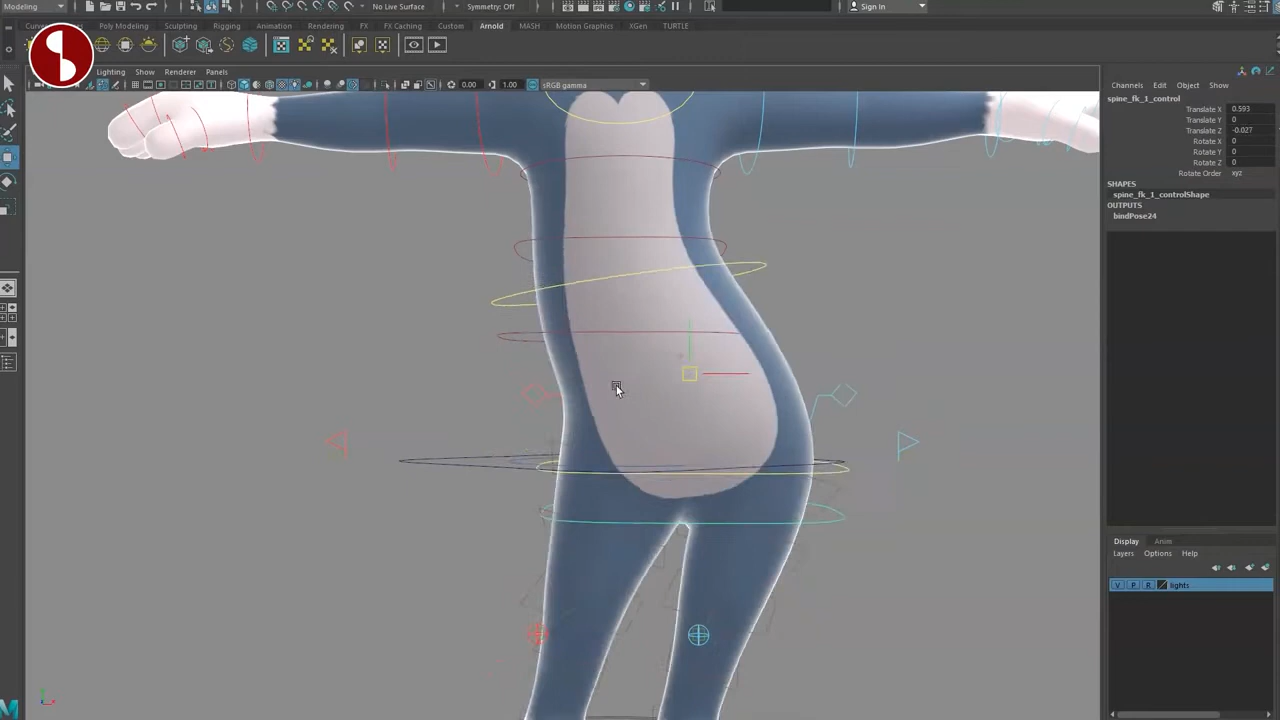 Modeling
No Live Surface
Symmetry: Off
Sign In
Poly Modeling Sculpting Rigging Animation Rendering FX FX Caching Custom Arnold MASH Motion Graphics XGen TURTLE
Lighting Show Renderer Panels
0.00 1.00 sRGB gamma
Channels Edit Object Show
spine_fk_1_control
Translate X 0.593
Translate Y 0
Translate Z -0.027
Rotate X 0
Rotate Y 0
Rotate Z 0
Rotate Order xyz
SHAPES
spine_fk_1_controlShape
OUTPUTS
bindPose24
Display Anim
Layers Options Help
V P R lights